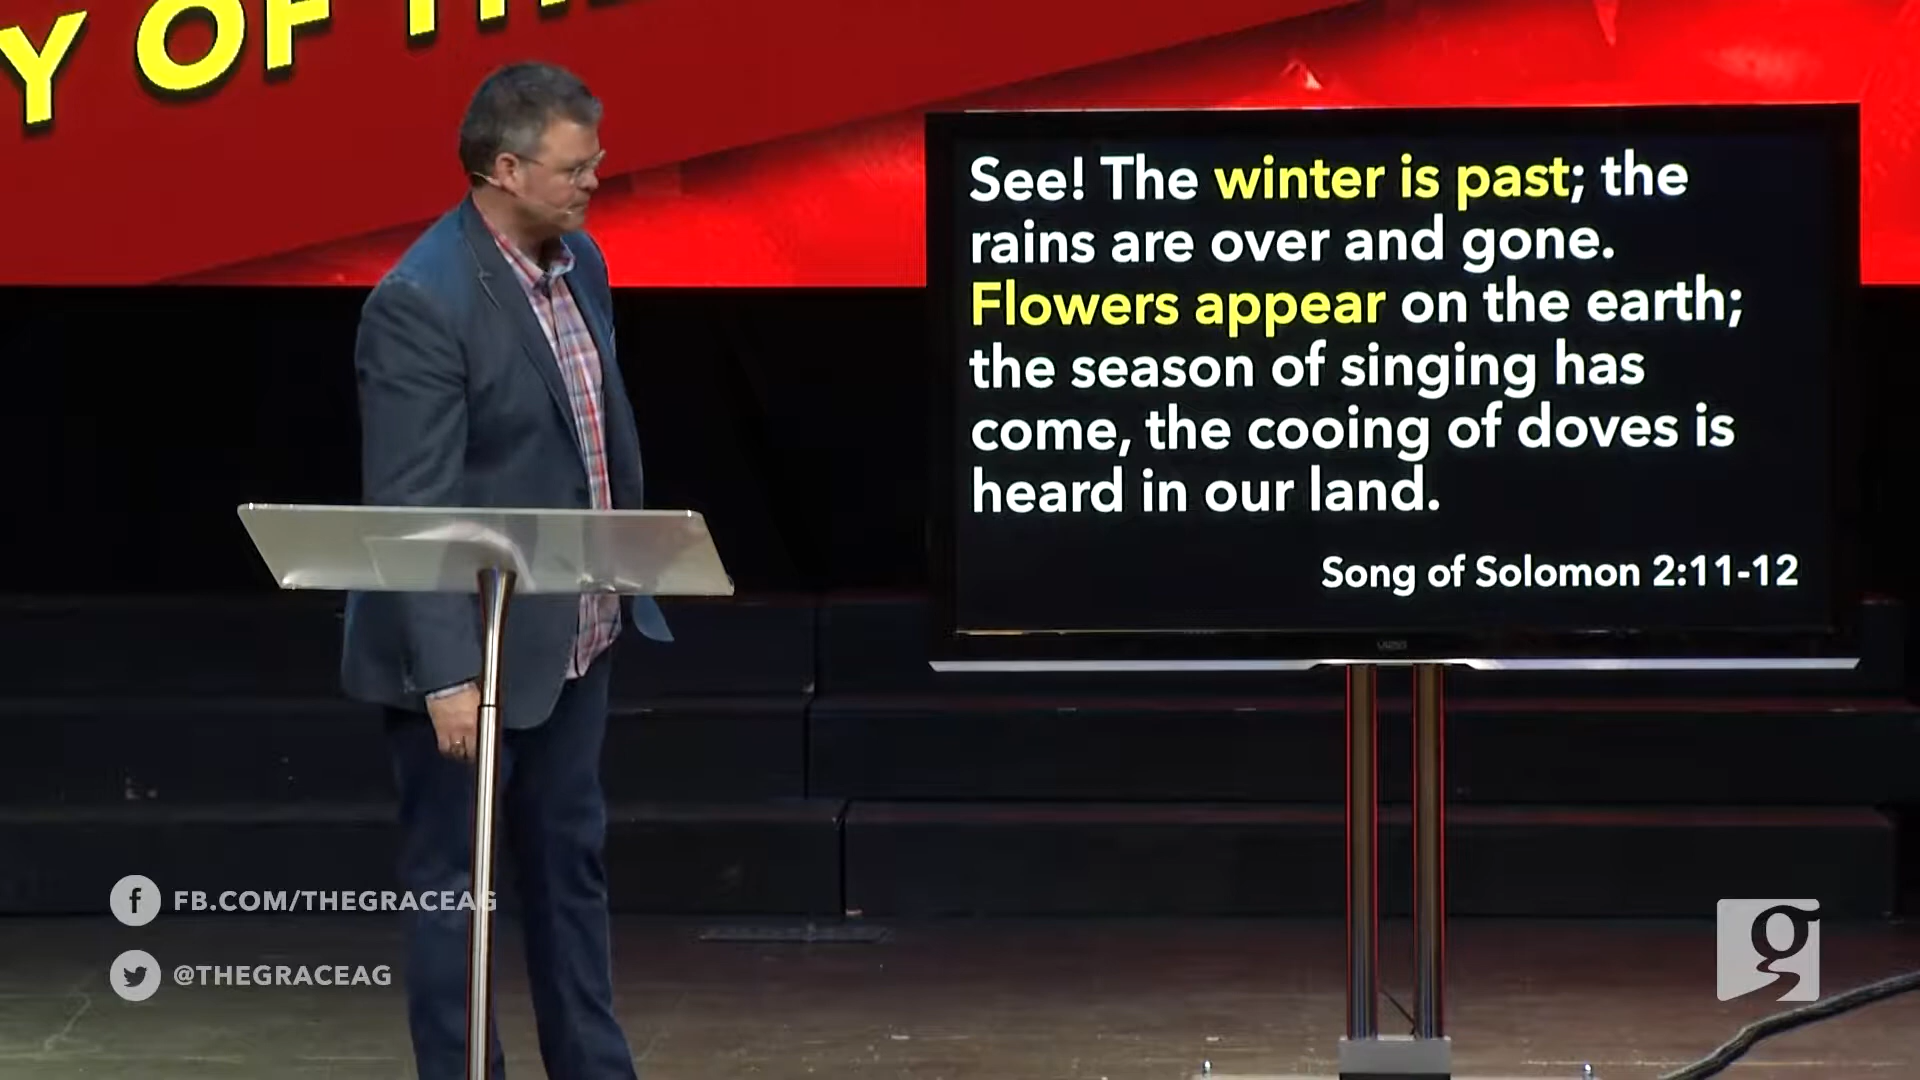 Y OF
See! The winter is past; the
rains are over and gone.
Flowers appear on the earth;
the season of singing has
come, the cooing of doves is
heard in our land.
Song of Solomon 2:11-12
VIZIO
f FB.COM/THEGRACEAG
@THEGRACEAG
g